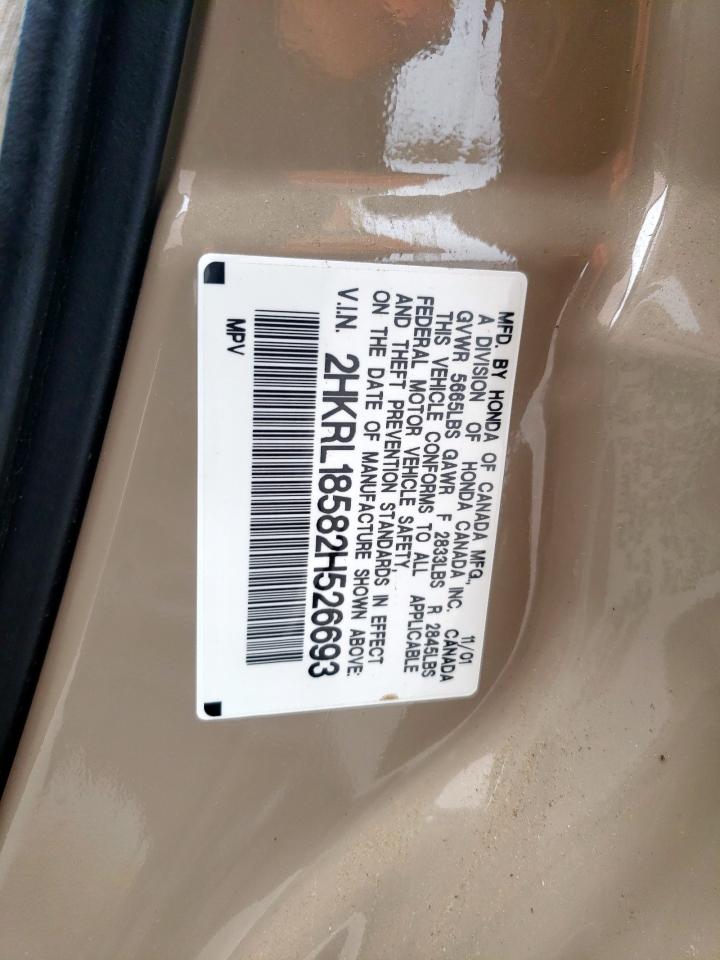 MFD. BY HONDA OF CANADA MFG., 11/01
A DIVISION OF HONDA CANADA INC. CANADA
GVWR 5665LBS GAWR F 2833LBS R 2845LBS
THIS VEHICLE CONFORMS TO ALL APPLICABLE
FEDERAL MOTOR VEHICLE SAFETY,
AND THEFT PREVENTION STANDARDS IN EFFECT
ON THE DATE OF MANUFACTURE SHOWN ABOVE.
V.I.N. 2HKRL18582H526693
MPV